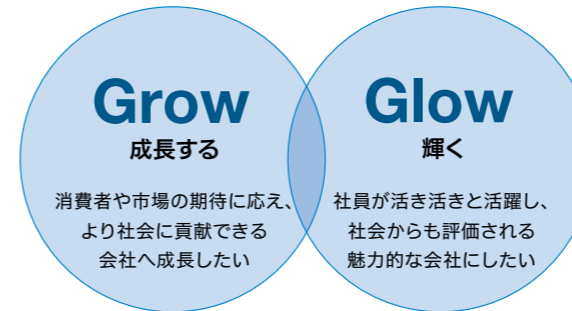 Grow
成長する
消費者や市場の期待に応え、
より社会に貢献できる
会社へ成長したい
Glow
輝く
社員が活き活きと活躍し、
社会からも評価される
魅力的な会社にしたい